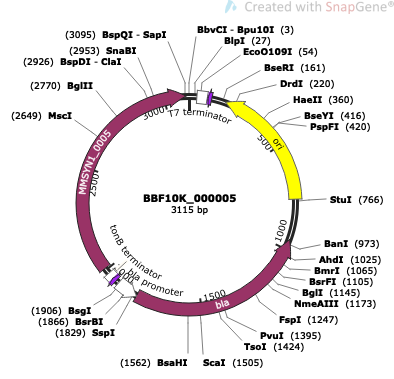 Created with SnapGene®
BbvCI - Bpu10I (3)
BlpI (27)
EcoO109I (54)
BseRI (161)
DrdI (220)
HaeII (360)
BseYI (416)
PspFI (420)
StuI (766)
BanI (973)
AhdI (1025)
BmrI (1065)
BsrFI (1105)
BglI (1145)
NmeAIII (1173)
FspI (1247)
PvuI (1395)
TsoI (1424)
ScaI (1505)
(1562) BsaHI
(1829) SspI
(1866) BsrBI
(1906) BsgI
(2649) MscI
(2770) BglII
(2926) BspDI - ClaI
(2953) SnaBI
(3095) BspQI - SapI
T7 terminator
ori
bla
bla promoter
tonB terminator
MMSYN1_0005
500
1000
1500
2500
3000
BBF10K_000005
3115 bp